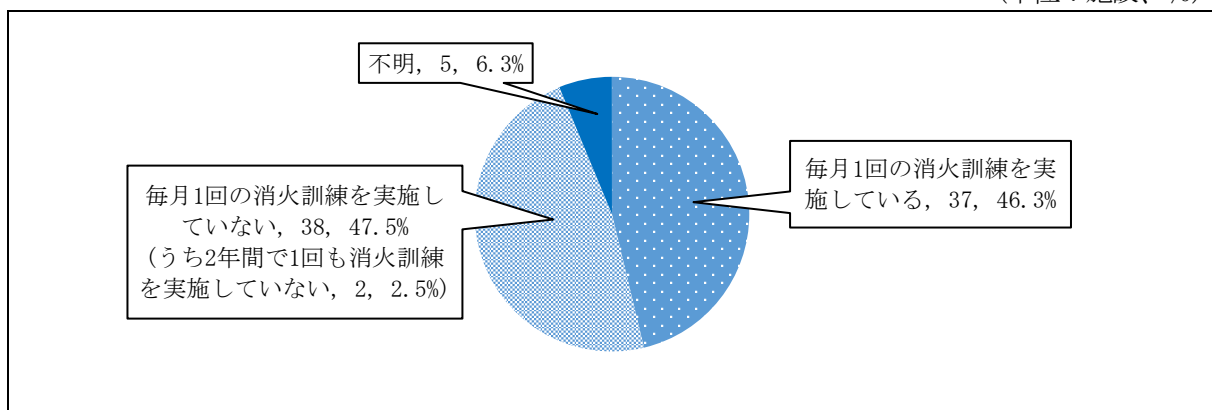 不明, 5, 6.3%
毎月1回の消火訓練を実
施している, 37, 46.3%
毎月1回の消火訓練を実施し
ていない, 38, 47.5%
（うち2年間で1回も消火訓練
を実施していない, 2, 2.5%）